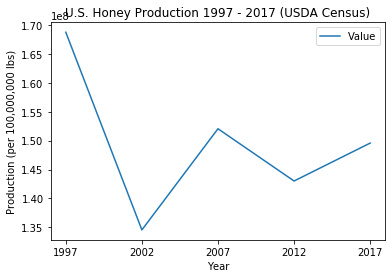 U.S. Honey Production 1997 - 2017 (USDA Census)
1e8
Value
1.70
1.65
1.60
1.55
1.50
1.45
1.40
1.35
Production (per 100,000,000 lbs)
1997 2002 2007 2012 2017
Year